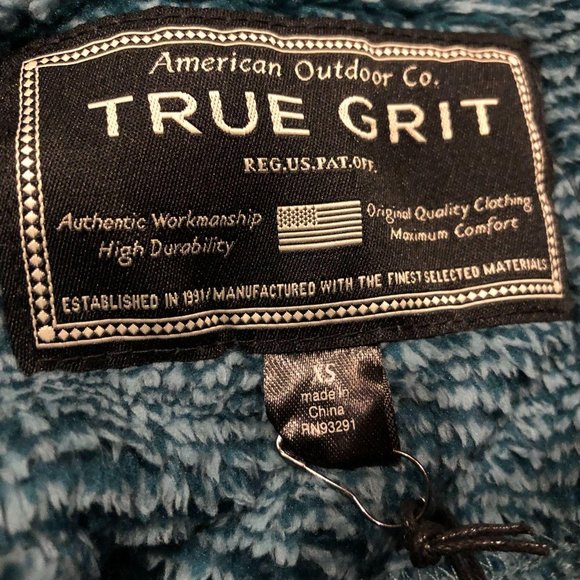 American Outdoor Co.
TRUE GRIT
REG.US.PAT.OFF.
Authentic Workmanship
High Durability
Original Quality Clothing
Maximum Comfort
ESTABLISHED IN 1991/MANUFACTURED WITH THE FINEST SELECTED MATERIALS
XS
made in
China
RN93291